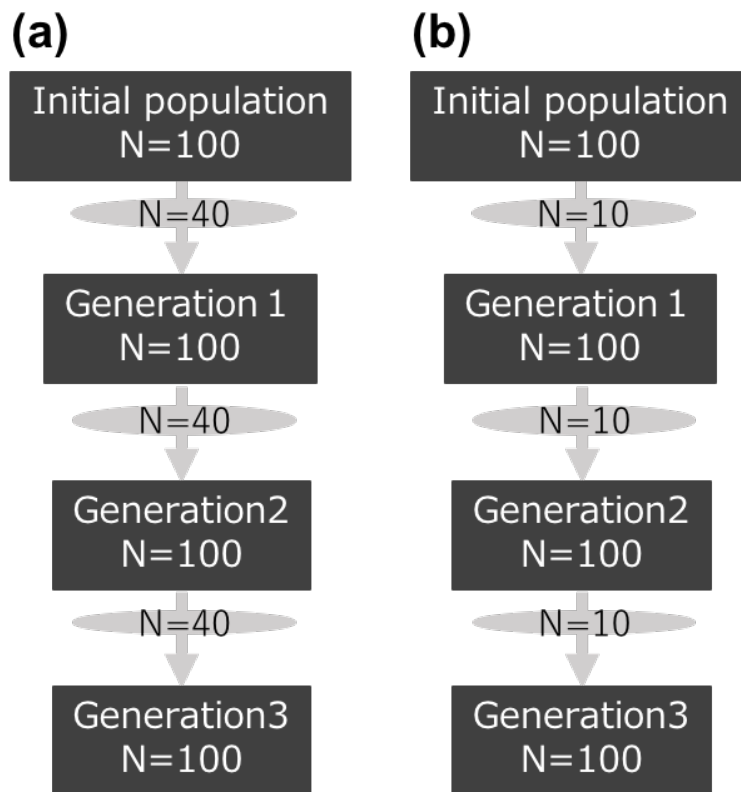 (a)
Initial population
N=100
N=40
Generation 1
N=100
N=40
Generation2
N=100
N=40
Generation3
N=100
(b)
Initial population
N=100
N=10
Generation 1
N=100
N=10
Generation2
N=100
N=10
Generation3
N=100